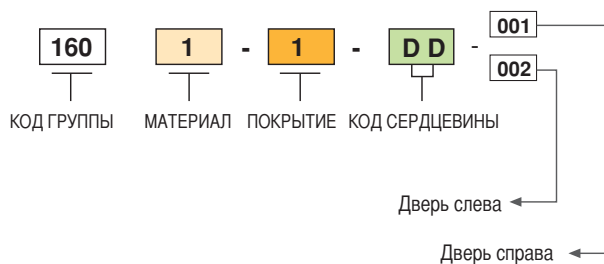 001
160 1 - 1 - D D -
002
КОД ГРУППЫ МАТЕРИАЛ ПОКРЫТИЕ КОД СЕРДЦЕВИНЫ
Дверь слева
Дверь справа